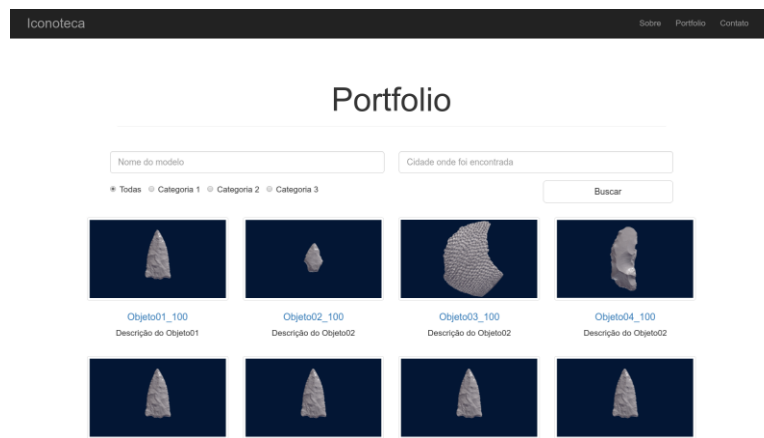 Iconoteca Sobre Portfolio Contato
Portfolio
Nome do modelo Cidade onde foi encontrada
Todas Categoria 1 Categoria 2 Categoria 3 Buscar
Objeto01_100 Objeto02_100 Objeto03_100 Objeto04_100
Descrição do Objeto01 Descrição do Objeto02 Descrição do Objeto02 Descrição do Objeto02